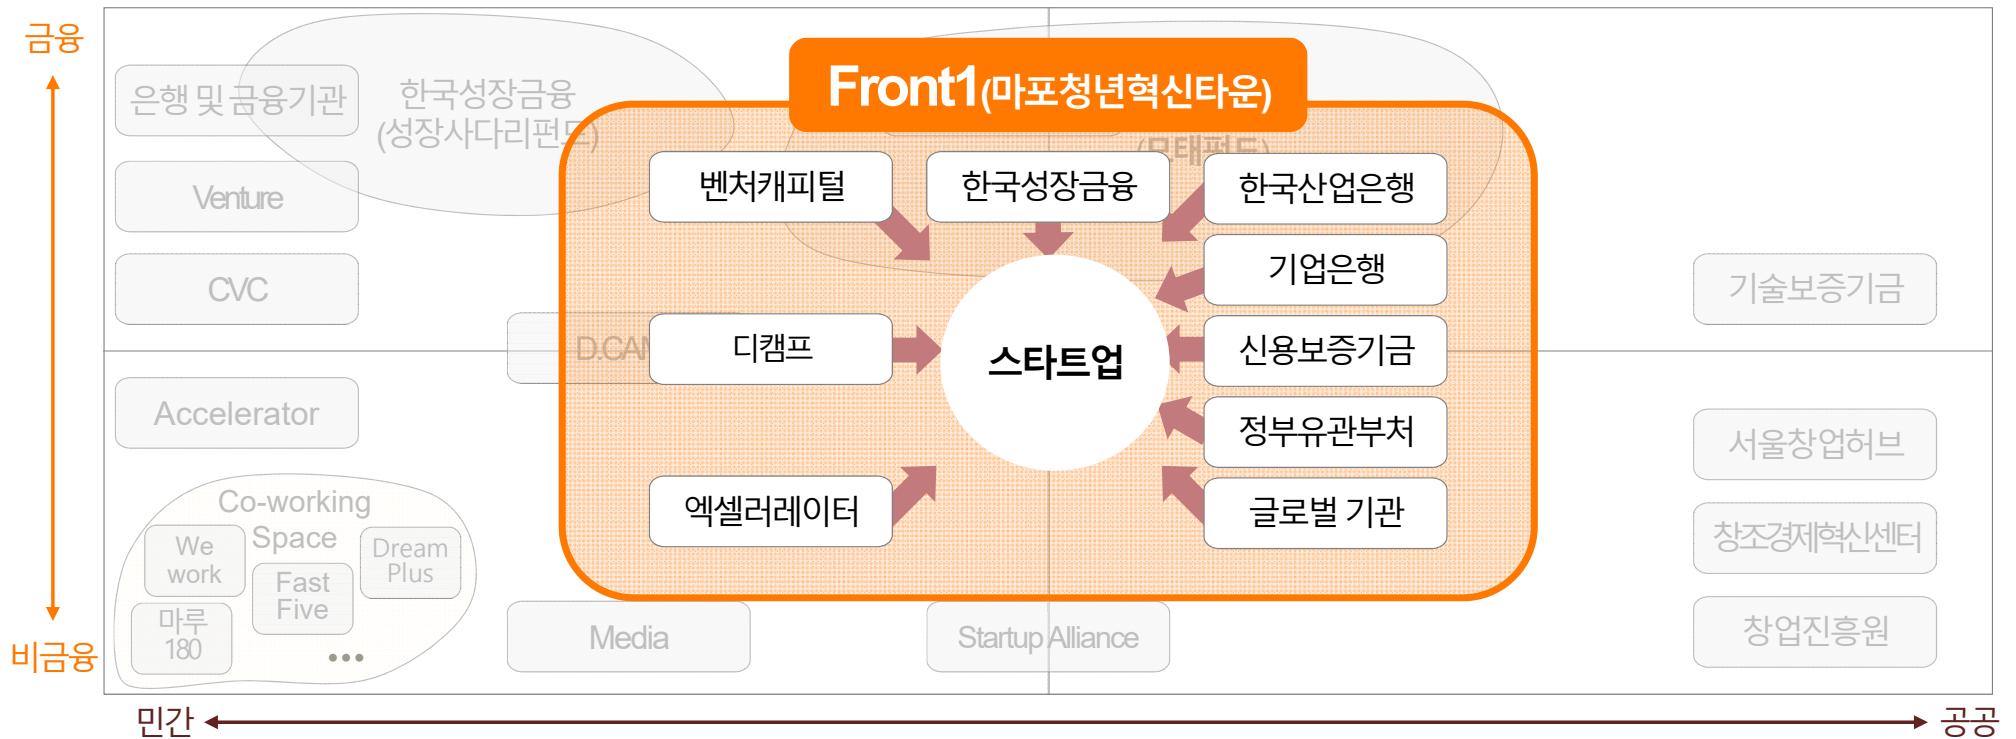 금융
은행 및 금융기관
한국성장금융
(성장사다리펀드)
Front1(마포청년혁신타운)
(모태펀드)
Venture
벤처캐피털
한국성장금융
한국산업은행
CVC
기업은행
기술보증기금
D.CAM
디캠프
스타트업
신용보증기금
Accelerator
정부유관부처
서울창업허브
Co-working
Space
We
work
Fast
Five
Dream
Plus
마루
180
•••
엑셀러레이터
글로벌 기관
창조경제혁신센터
Media
Startup Alliance
창업진흥원
비금융
민간
공공